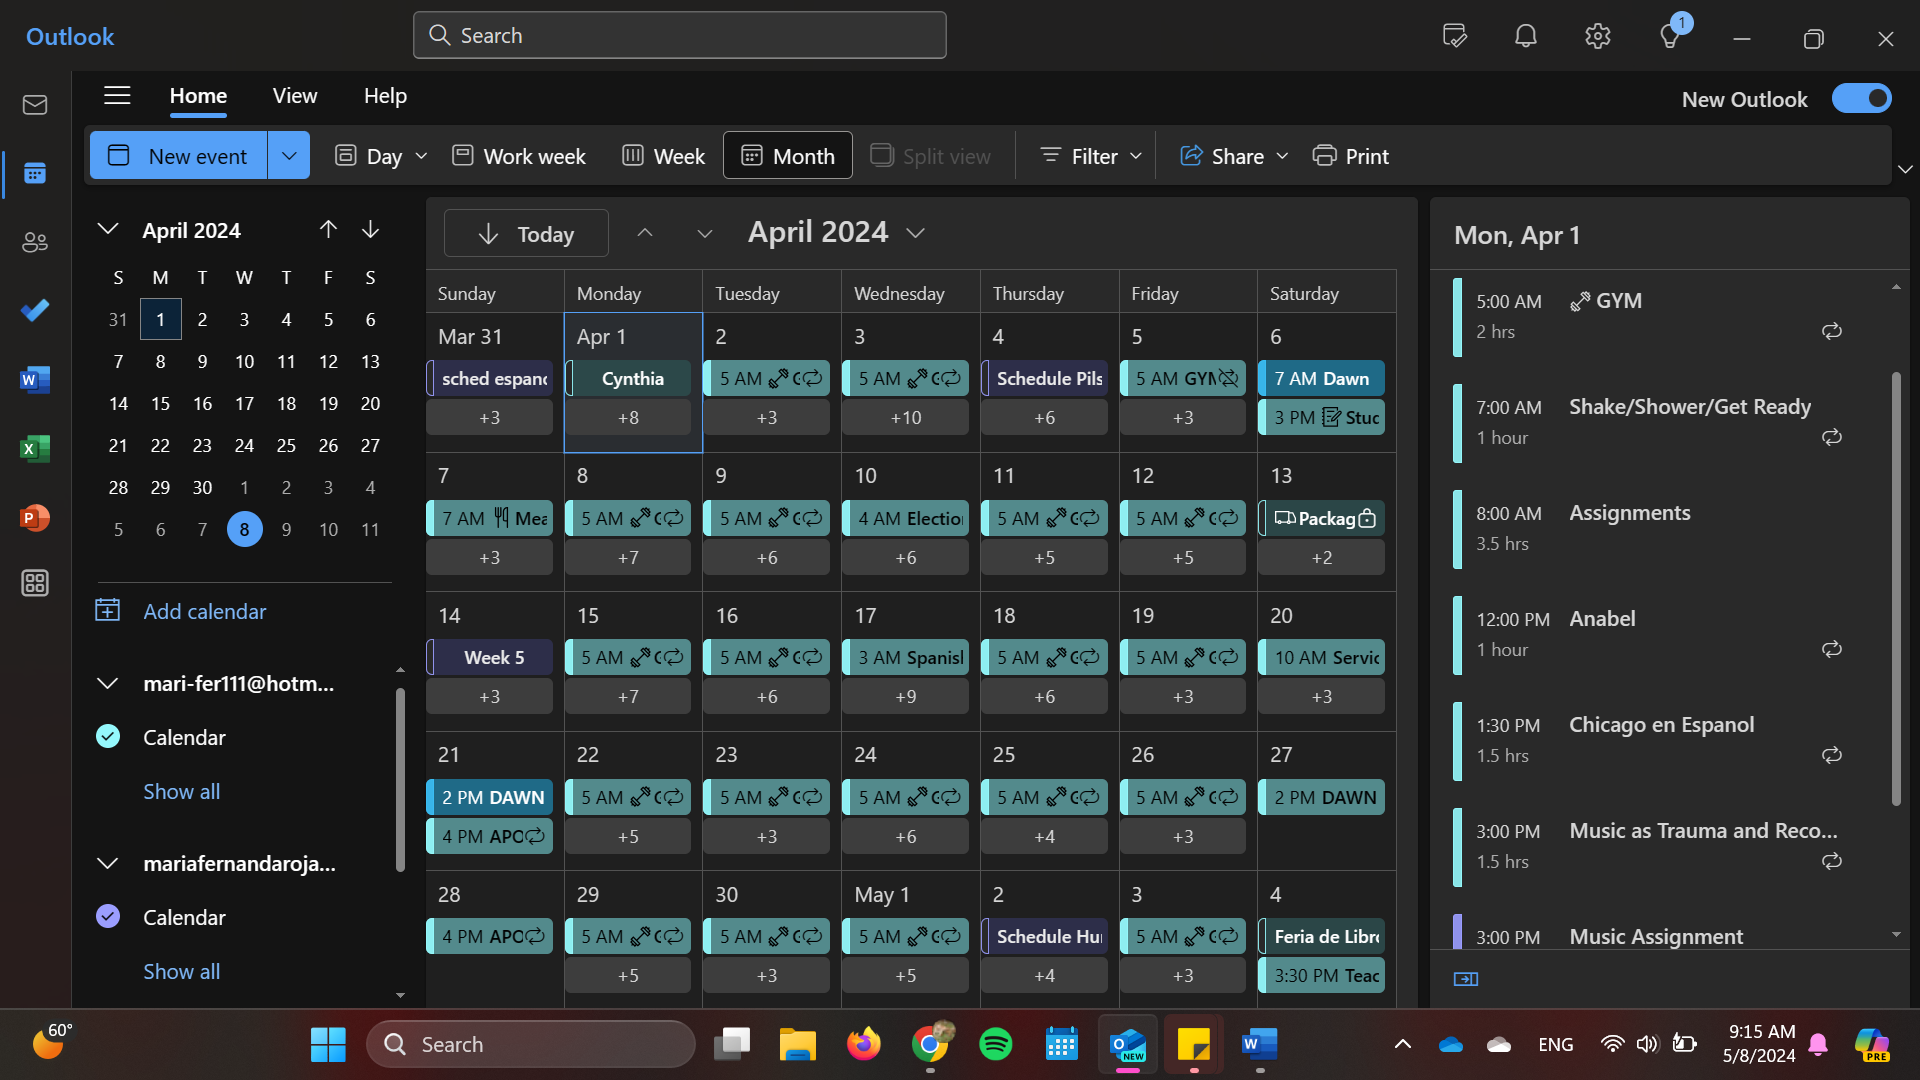 Outlook
Search
1
Home View Help
New Outlook
New event Day Work week Week Month Split view Filter Share Print
April 2024
S M T W T F S
31 1 2 3 4 5 6
7 8 9 10 11 12 13
14 15 16 17 18 19 20
21 22 23 24 25 26 27
28 29 30 1 2 3 4
5 6 7 8 9 10 11
Add calendar
mari-fer111@hotm...
Calendar
Show all
mariafernandaroja...
Calendar
Show all
Today April 2024
Sunday Monday Tuesday Wednesday Thursday Friday Saturday
Mar 31 Apr 1 2 3 4 5 6
sched espanc Cynthia 5 AM 5 AM Schedule Pils 5 AM GYM 7 AM Dawn
+3 +8 +3 +10 +6 +3 3 PM Stud
7 8 9 10 11 12 13
7 AM Mea 5 AM 5 AM 4 AM Election 5 AM 5 AM Packag
+3 +7 +6 +6 +5 +5 +2
14 15 16 17 18 19 20
Week 5 5 AM 5 AM 3 AM Spanisl 5 AM 5 AM 10 AM Servic
+3 +7 +6 +9 +6 +3 +3
21 22 23 24 25 26 27
2 PM DAWN 5 AM 5 AM 5 AM 5 AM 5 AM 2 PM DAWN
4 PM APO +5 +3 +6 +4 +3
28 29 30 May 1 2 3 4
4 PM APO 5 AM 5 AM 5 AM Schedule Hu 5 AM Feria de Libro
+5 +3 +5 +4 +3 3:30 PM Teac
Mon, Apr 1
5:00 AM GYM
2 hrs
7:00 AM Shake/Shower/Get Ready
1 hour
8:00 AM Assignments
3.5 hrs
12:00 PM Anabel
1 hour
1:30 PM Chicago en Espanol
1.5 hrs
3:00 PM Music as Trauma and Reco...
1.5 hrs
3:00 PM Music Assignment
60°
Search
NEW
ENG
9:15 AM
5/8/2024
PRE